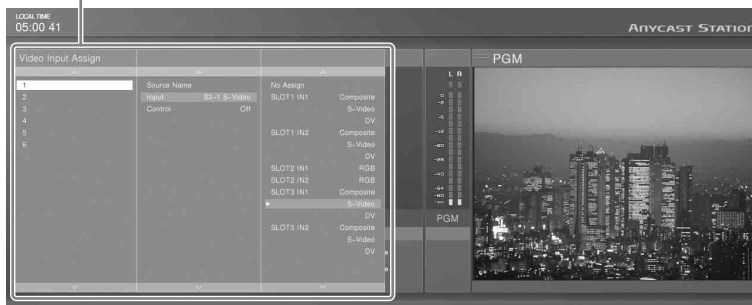 LOCAL TIME
05:00 41
ANYCAST STATION
Video Input Assign
PGM
1
2
3
4
5
6
Source Name
Input S3-1 S-Video
Control Off
No Assign
SLOT1 IN1 Composite
S-Video
DV
SLOT1 IN2 Composite
S-Video
DV
SLOT2 IN1 RGB
SLOT2 IN2 RGB
SLOT3 IN1 Composite
S-Video
DV
SLOT3 IN2 Composite
S-Video
DV
L R
PGM